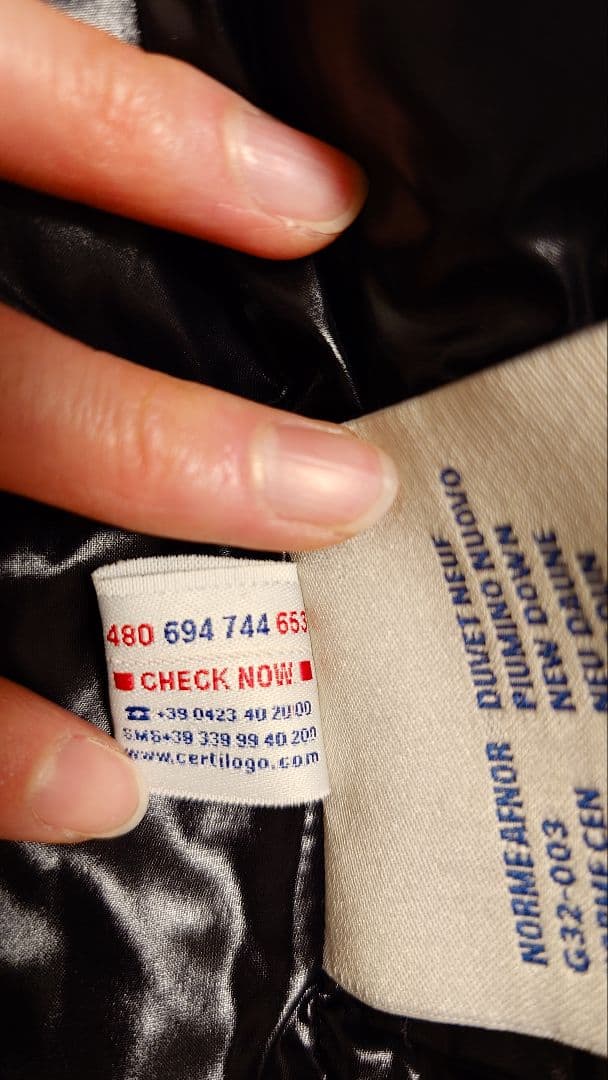 480 694 744 653
CHECK NOW
☎ +39 0423 40 20 00
SMS+39 339 99 40 200
www.certilogo.com
DUVET NEUF
PIUMINO NUOVO
NEW DOWN
NEU DAUNE
NORME AFNOR
G32-003
CEN